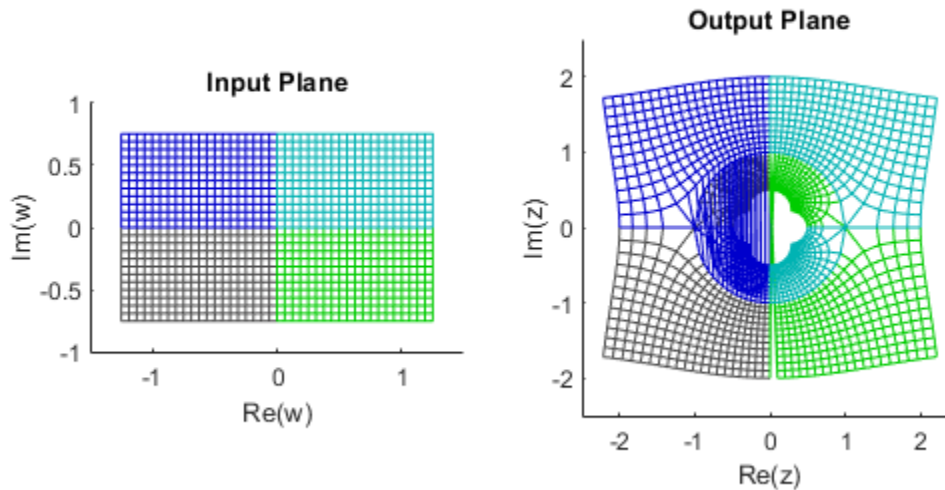 Input Plane
1
0.5
0
-0.5
-1
Im(w)
-1 0 1
Re(w)
Output Plane
2
1
0
-1
-2
Im(z)
-2 -1 0 1 2
Re(z)